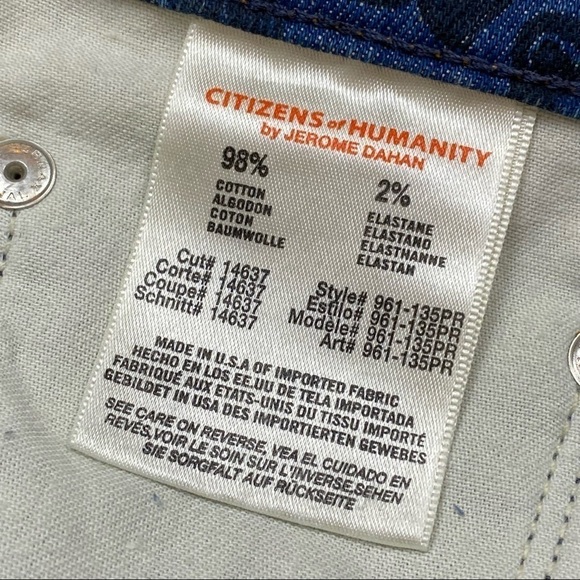 CITIZENS of HUMANITY
by JEROME DAHAN
98%
COTTON
ALGODON
COTON
BAUMWOLLE
2%
ELASTANE
ELASTANO
ELASTHANNE
ELASTAN
Cut# 14637
Corte# 14637
Coupe# 14637
Schnitt# 14637
Style# 961-135PR
Estilo# 961-135PR
Modele# 961-135PR
Art# 961-135PR
MADE IN U.S.A OF IMPORTED FABRIC
HECHO EN LOS EE.UU DE TELA IMPORTADA
FABRIQUÉ AUX ETATS-UNIS DU TISSU IMPORTÉ
GEBILDET IN USA DES IMPORTIERTEN GEWEBES
SEE CARE ON REVERSE, VEA EL CUIDADO EN
REVÉS, VOIR LE SOIN SUR L'INVERSE, SEHEN
SIE SORGFALT AUF RÜCKSEITE